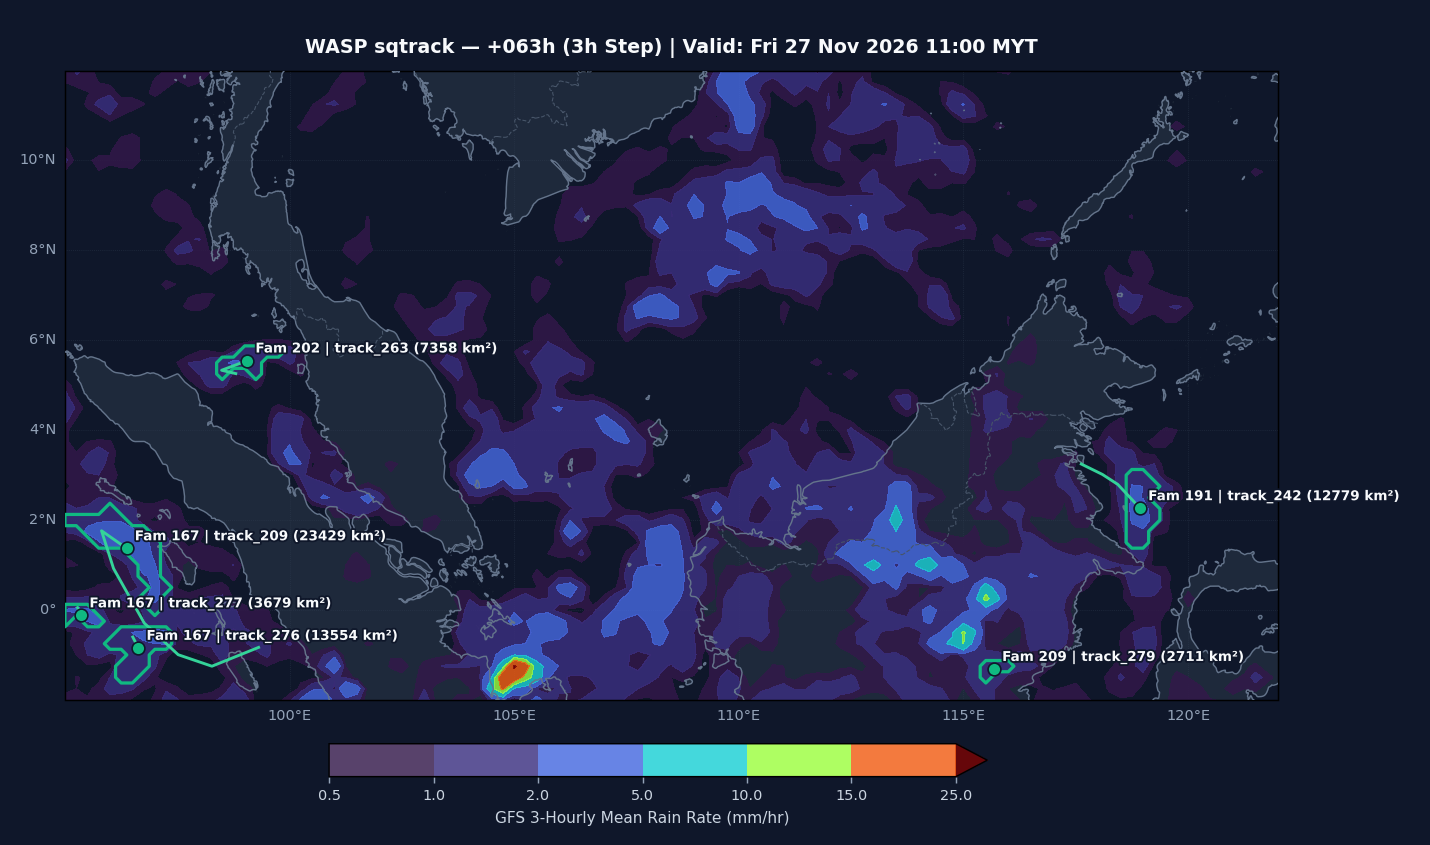 WASP sqtrack — +063h (3h Step) | Valid: Fri 27 Nov 2026 11:00 MYT
10°N
8°N
6°N
4°N
2°N
0°
Fam 202 | track_263 (7358 km²)
Fam 191 | track_242 (12779 km²)
Fam 167 | track_209 (23429 km²)
Fam 167 | track_277 (3679 km²)
Fam 167 | track_276 (13554 km²)
Fam 209 | track_279 (2711 km²)
100°E 105°E 110°E 115°E 120°E
0.5 1.0 2.0 5.0 10.0 15.0 25.0
GFS 3-Hourly Mean Rain Rate (mm/hr)